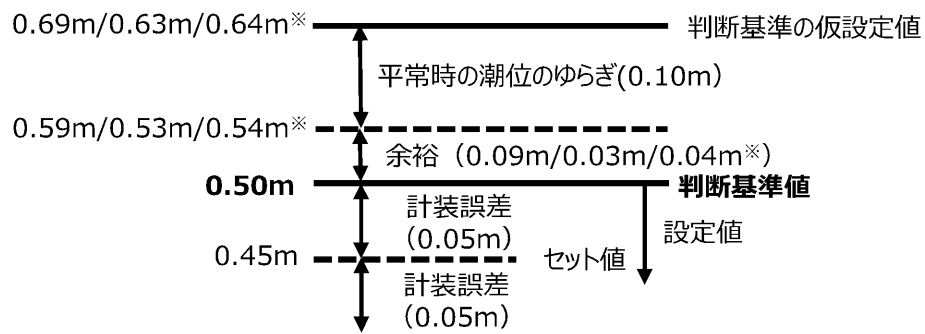 0.69m/0.63m/0.64m※
判断基準の仮設定値
平常時の潮位のゆらぎ(0.10m)
0.59m/0.53m/0.54m※
余裕（0.09m/0.03m/0.04m※）
0.50m
判断基準値
計装誤差
（0.05m）
設定値
0.45m
セット値
計装誤差
（0.05m）